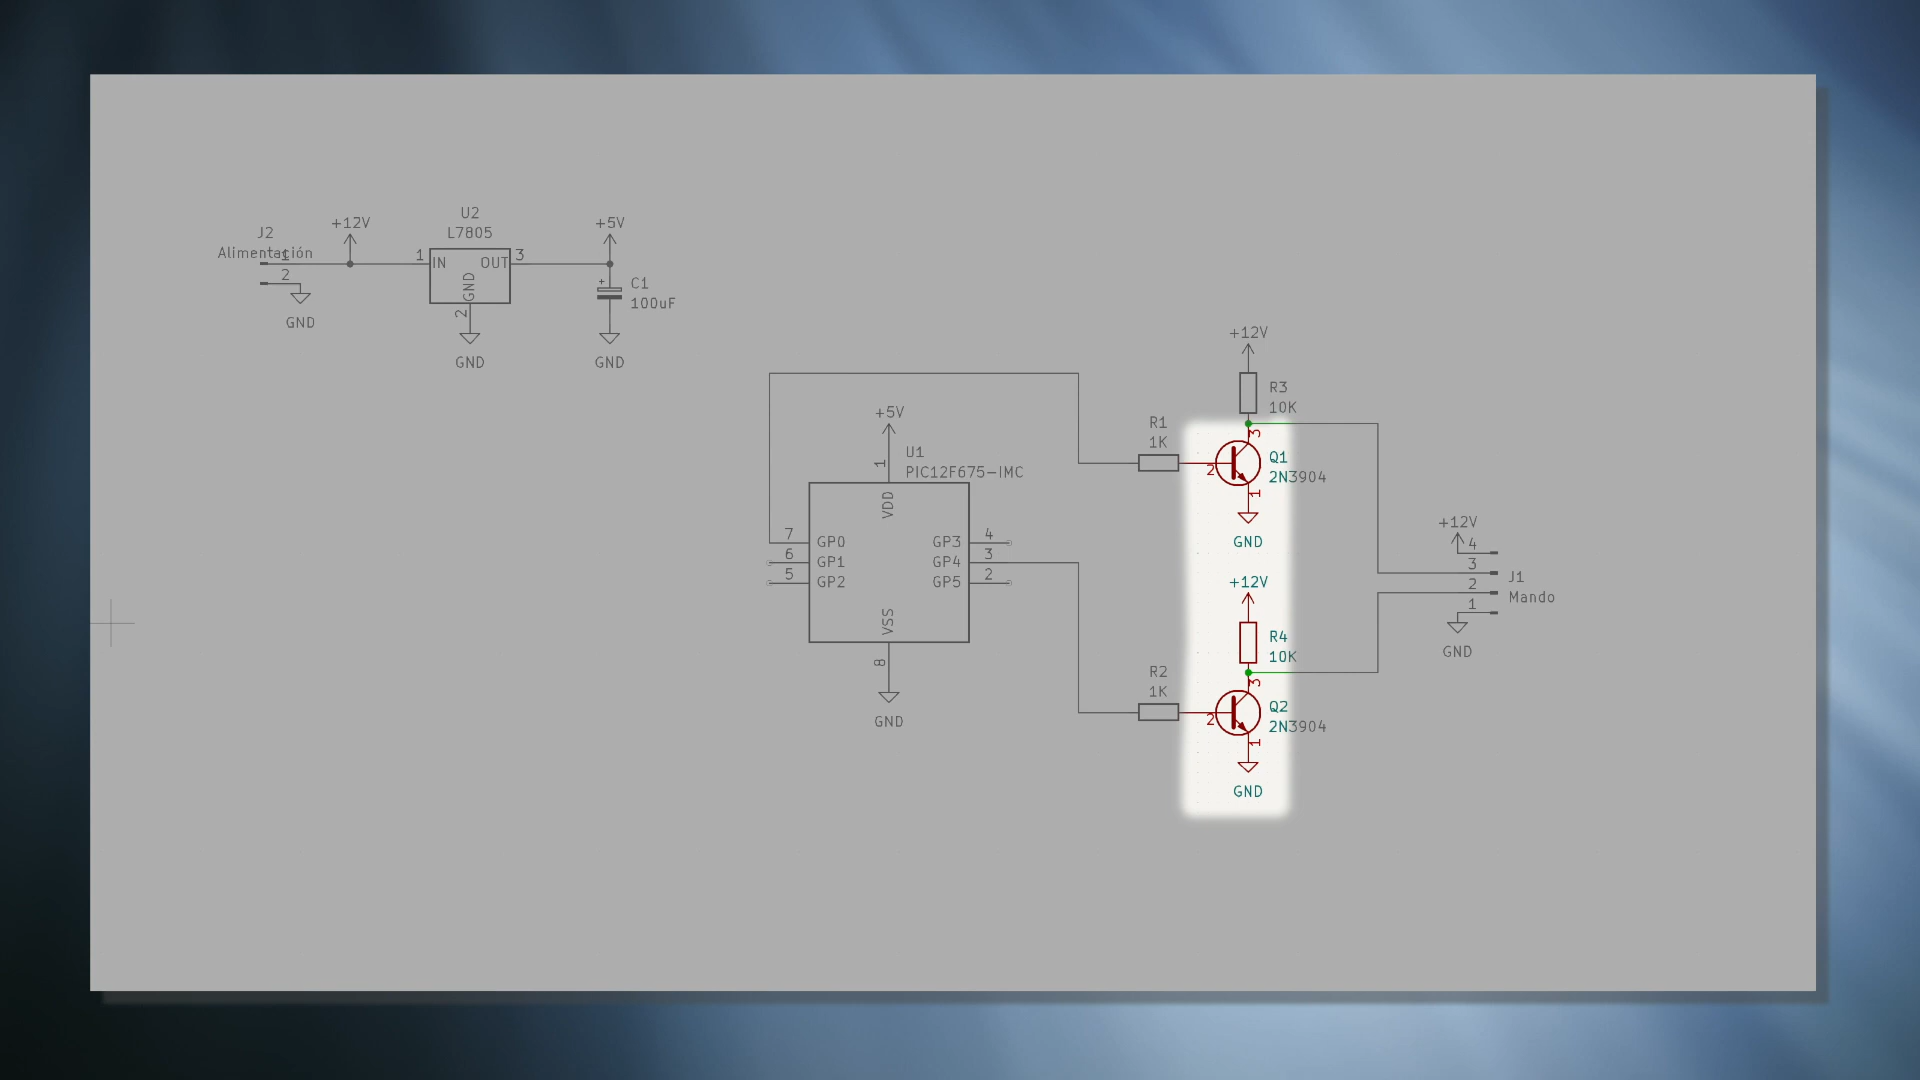 J2
Alimentación
1
2
GND
+12V
U2
L7805
1
IN
OUT
3
GND
2
GND
+5V
+
C1
100uF
GND
+5V
1
U1
PIC12F675-IMC
VDD
7
GP0
6
GP1
5
GP2
GP3
4
GP4
3
GP5
2
VSS
8
GND
R1
1K
+12V
R3
10K
3
2
Q1
2N3904
1
GND
+12V
R4
10K
R2
1K
3
2
Q2
2N3904
1
GND
+12V
4
3
2
1
J1
Mando
GND